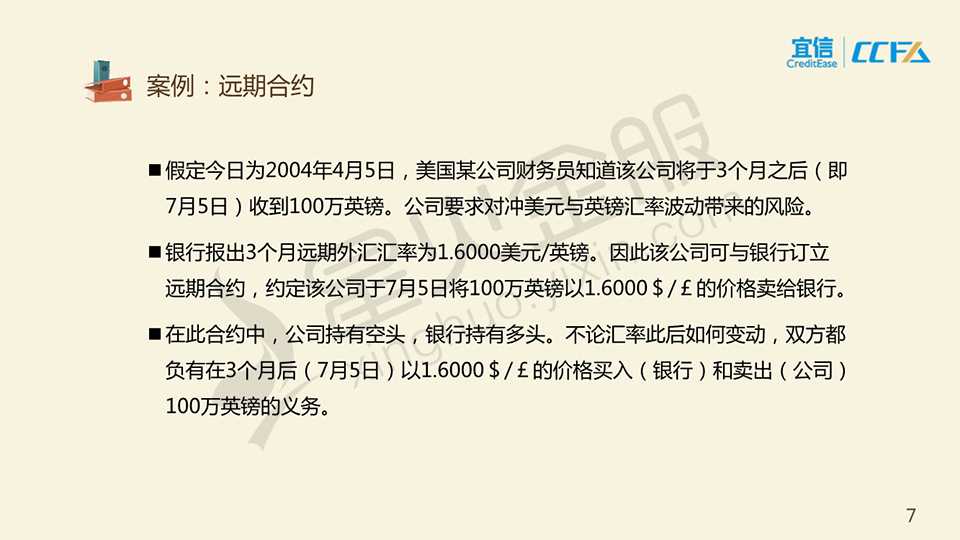 宜信
CreditEase
CCFA
案例：远期合约
■假定今日为2004年4月5日，美国某公司财务员知道该公司将于3个月之后（即
7月5日）收到100万英镑。公司要求对冲美元与英镑汇率波动带来的风险。
■银行报出3个月远期外汇汇率为1.6000美元/英镑。因此该公司可与银行订立
远期合约，约定该公司于7月5日将100万英镑以1.6000＄/￡的价格卖给银行。
■在此合约中，公司持有空头，银行持有多头。不论汇率此后如何变动，双方都
负有在3个月后（7月5日）以1.6000＄/￡的价格买入（银行）和卖出（公司）
100万英镑的义务。
星火金服
xinghuo.yixin.com
7